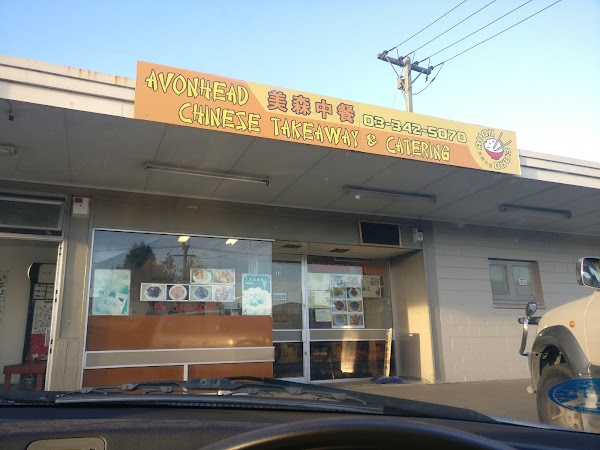 AVONHEAD
美森中餐 03-342-5070
CHINESE TAKEAWAY & CATERING